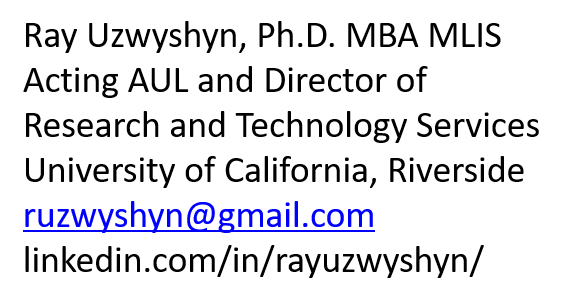 Ray Uzwyshyn, Ph.D. MBA MLIS
Acting AUL and Director of
Research and Technology Services
University of California, Riverside
ruzwyshyn@gmail.com
linkedin.com/in/rayuzwyshyn/